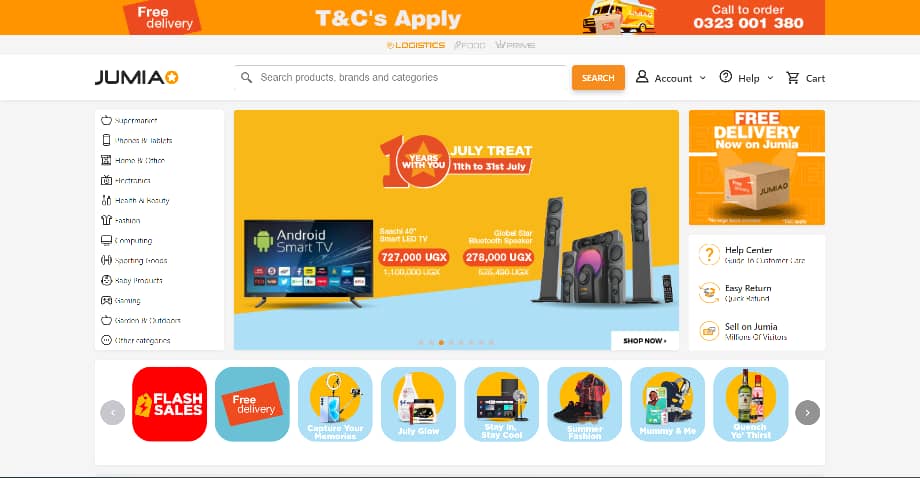 Free
delivery
T&C's Apply
Call to order
0323 001 380
LOGISTICS FOOD PRIME
JUMIA
Search products, brands and categories
SEARCH
Account
Help
Cart
Supermarket
Phones & Tablets
Home & Office
Electronics
Health & Beauty
Fashion
Computing
Sporting Goods
Baby Products
Gaming
Garden & Outdoors
Other categories
10
YEARS
WITH YOU
JULY TREAT
11th to 31st July
Android
Smart TV
Saachi 40"
Smart LED TV
727,000 UGX
1,100,000 UGX
Global Star
Bluetooth Speaker
278,000 UGX
SHOP NOW ›
FREE
DELIVERY
Now on Jumia
Free
delivery
JUMIA
Help Center
Guide To Customer Care
Easy Return
Quick Refund
Sell on Jumia
Millions Of Visitors
FLASH
SALES
Free
delivery
Capture Your
Memories
July Glow
Stay In,
Stay Cool
Summer
Fashion
Mummy & Me
Quench
Yo' Thirst